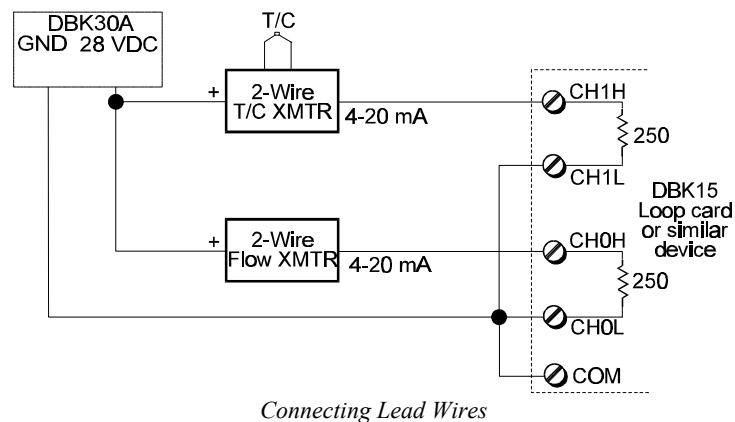 DBK30A
GND 28 VDC
T/C
+
2-Wire
T/C XMTR
4-20 mA
CH1H
250
CH1L
+
2-Wire
Flow XMTR
4-20 mA
CH0H
250
CH0L
COM
DBK15
Loop card
or similar
device
Connecting Lead Wires